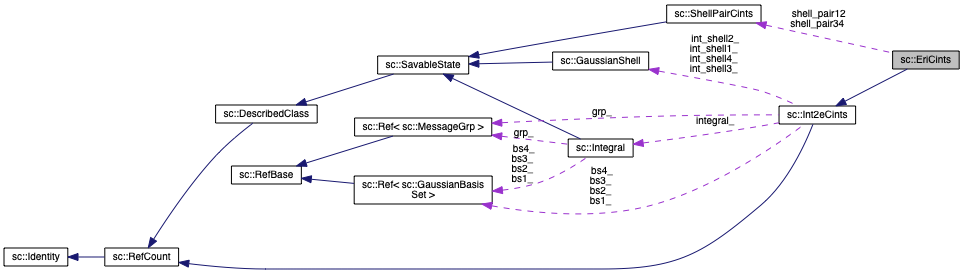 sc::ShellPairCints
shell_pair12
shell_pair34
sc::EriCints
int_shell2_
int_shell1_
int_shell4_
int_shell3_
sc::SavableState
sc::GaussianShell
sc::DescribedClass
grp_
integral_
sc::Int2eCints
sc::Ref< sc::MessageGrp >
grp_
sc::Integral
bs4_
bs3_
bs2_
bs1_
sc::RefBase
sc::Ref< sc::GaussianBasis
Set >
bs4_
bs3_
bs2_
bs1_
sc::Identity
sc::RefCount